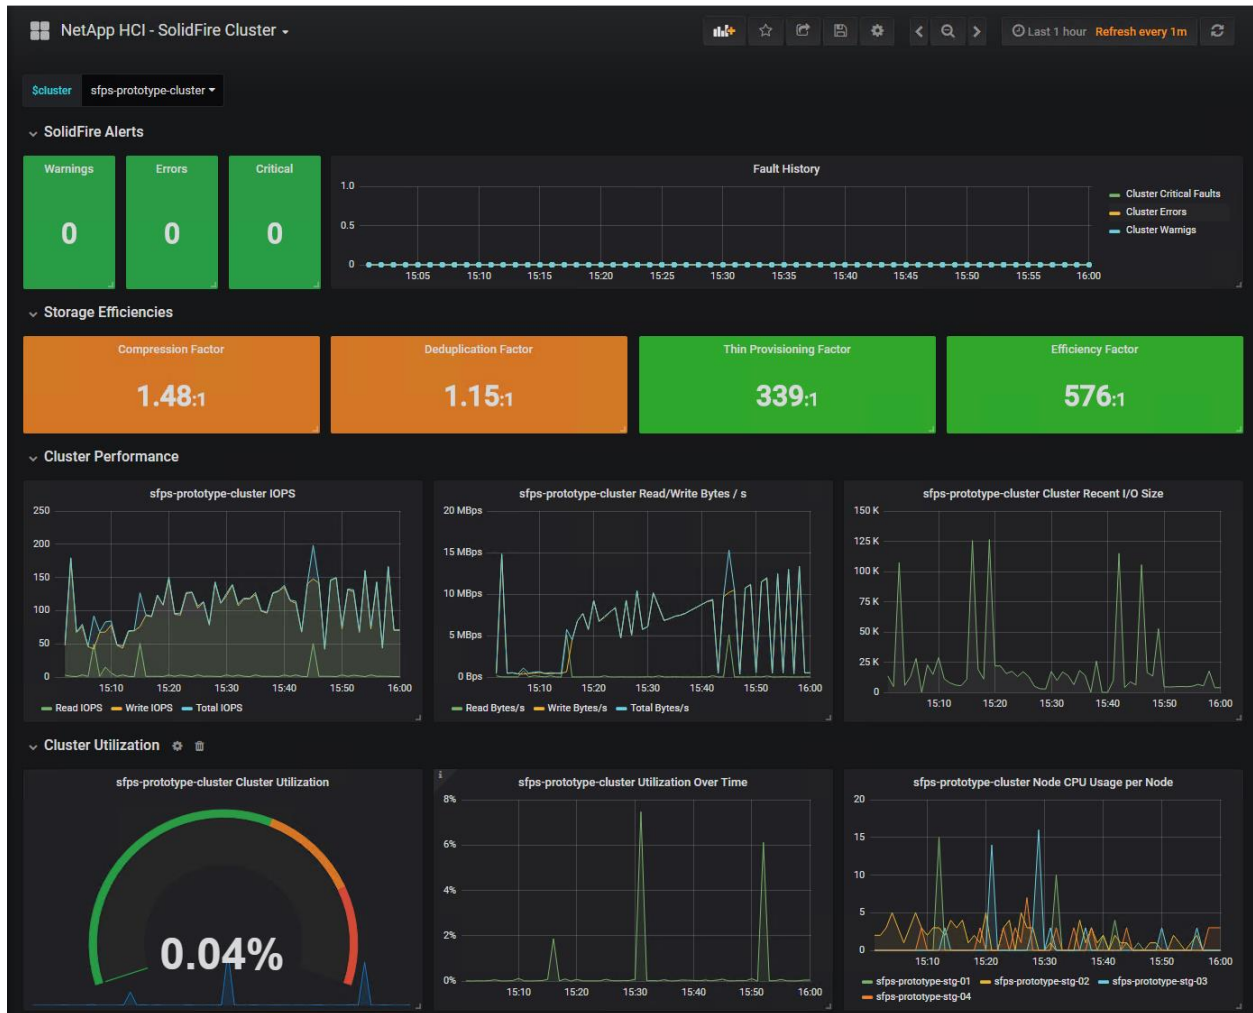 NetApp HCI - SolidFire Cluster
Last 1 hour Refresh every 1m
$cluster sfps-prototype-cluster
SolidFire Alerts
Warnings
0
Errors
0
Critical
0
Fault History
1.0
0.5
0
15:05 15:10 15:15 15:20 15:25 15:30 15:35 15:40 15:45 15:50 15:55 16:00
Cluster Critical Faults
Cluster Errors
Cluster Warnigs
Storage Efficiencies
Compression Factor
1.48:1
Deduplication Factor
1.15:1
Thin Provisioning Factor
339:1
Efficiency Factor
576:1
Cluster Performance
sfps-prototype-cluster IOPS
250
200
150
100
50
0
15:10 15:20 15:30 15:40 15:50 16:00
Read IOPS Write IOPS Total IOPS
sfps-prototype-cluster Read/Write Bytes / s
20 MBps
15 MBps
10 MBps
5 MBps
0 Bps
15:10 15:20 15:30 15:40 15:50 16:00
Read Bytes/s Write Bytes/s Total Bytes/s
sfps-prototype-cluster Cluster Recent I/O Size
150 K
125 K
100 K
75 K
50 K
25 K
0
15:10 15:20 15:30 15:40 15:50 16:00
Cluster Utilization
sfps-prototype-cluster Cluster Utilization
0.04%
i
sfps-prototype-cluster Utilization Over Time
8%
6%
4%
2%
0%
15:10 15:20 15:30 15:40 15:50 16:00
sfps-prototype-cluster Node CPU Usage per Node
20
15
10
5
0
15:10 15:20 15:30 15:40 15:50 16:00
sfps-prototype-stg-01 sfps-prototype-stg-02 sfps-prototype-stg-03
sfps-prototype-stg-04